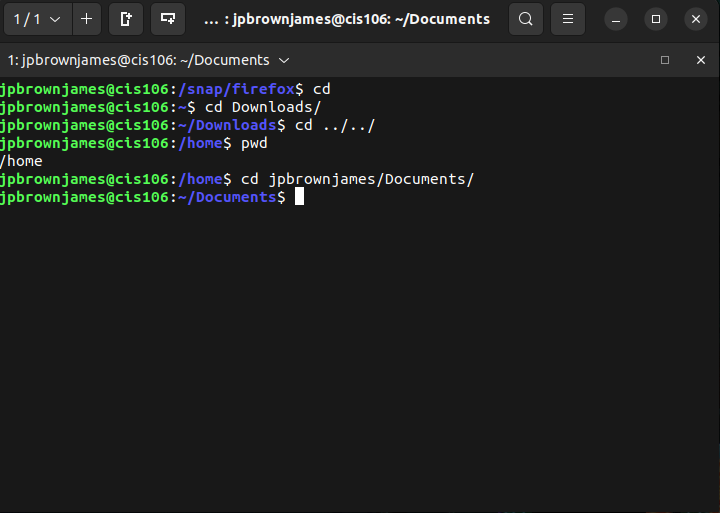 1 / 1
... : jpbrownjames@cis106: ~/Documents
1: jpbrownjames@cis106: ~/Documents
jpbrownjames@cis106:/snap/firefox$ cd
jpbrownjames@cis106:~$ cd Downloads/
jpbrownjames@cis106:~/Downloads$ cd ../../
jpbrownjames@cis106:/home$ pwd
/home
jpbrownjames@cis106:/home$ cd jpbrownjames/Documents/
jpbrownjames@cis106:~/Documents$